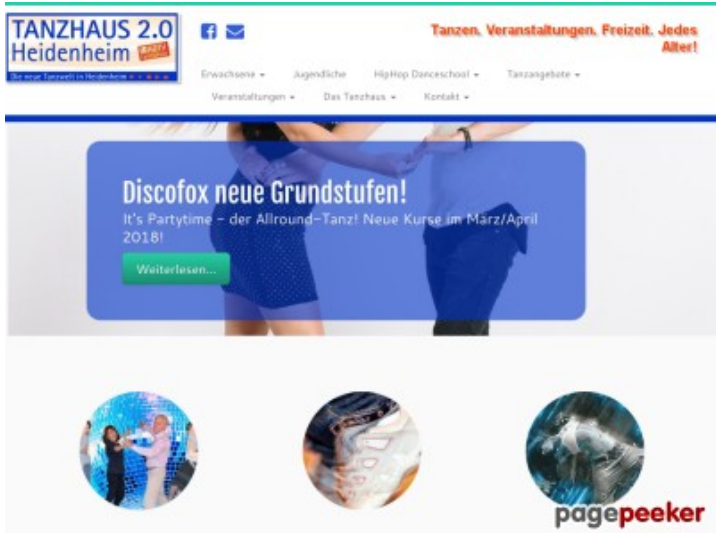 TANZHAUS 2.0
Heidenheim
Die neue Tanzwelt in Heidenheim
Tanzen. Veranstaltungen. Freizeit. Jedes
Alter!
Erwachsene Jugendliche HipHop Danceschool Tanzangebote
Veranstaltungen Das Tanzhaus Kontakt
Discofox neue Grundstufen!
It's Partytime – der Allround-Tanz! Neue Kurse im März/April
2018!
Weiterlesen...
pagepeeker